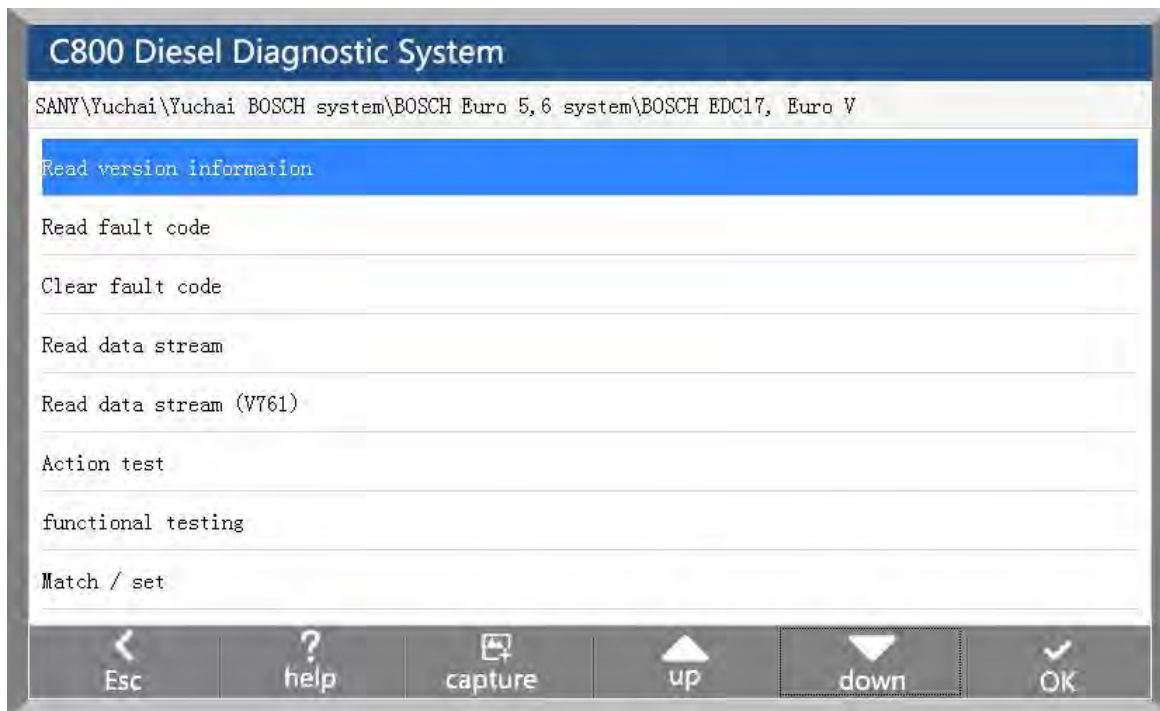 C800 Diesel Diagnostic System
SANY\Yuchai\Yuchai BOSCH system\BOSCH Euro 5,6 system\BOSCH EDC17, Euro V
Read version information
Read fault code
Clear fault code
Read data stream
Read data stream (V761)
Action test
functional testing
Match / set
Esc help capture up down OK